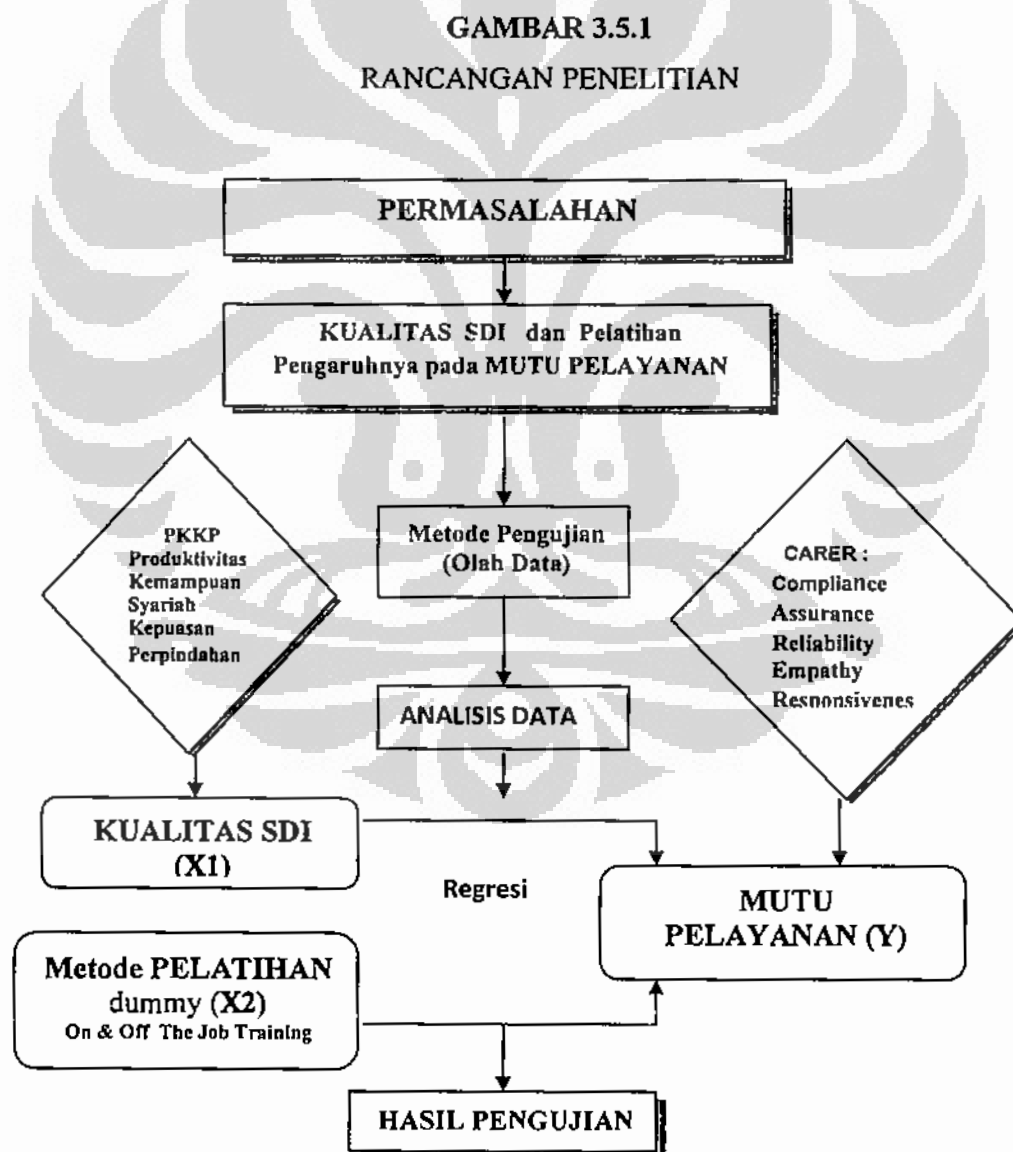 GAMBAR 3.5.1
RANCANGAN PENELITIAN
PERMASALAHAN
KUALITAS SDI dan Pelatihan
Pengaruhnya pada MUTU PELAYANAN
PKKP
Produktivitas
Kemampuan
Syariah
Kepuasan
Perpindahan
Metode Pengujian
(Olah Data)
CARER :
Compliance
Assurance
Reliability
Empathy
Responsivenes
ANALISIS DATA
KUALITAS SDI
(X1)
Regresi
MUTU
PELAYANAN (Y)
Metode PELATIHAN
dummy (X2)
On & Off The Job Training
HASIL PENGUJIAN